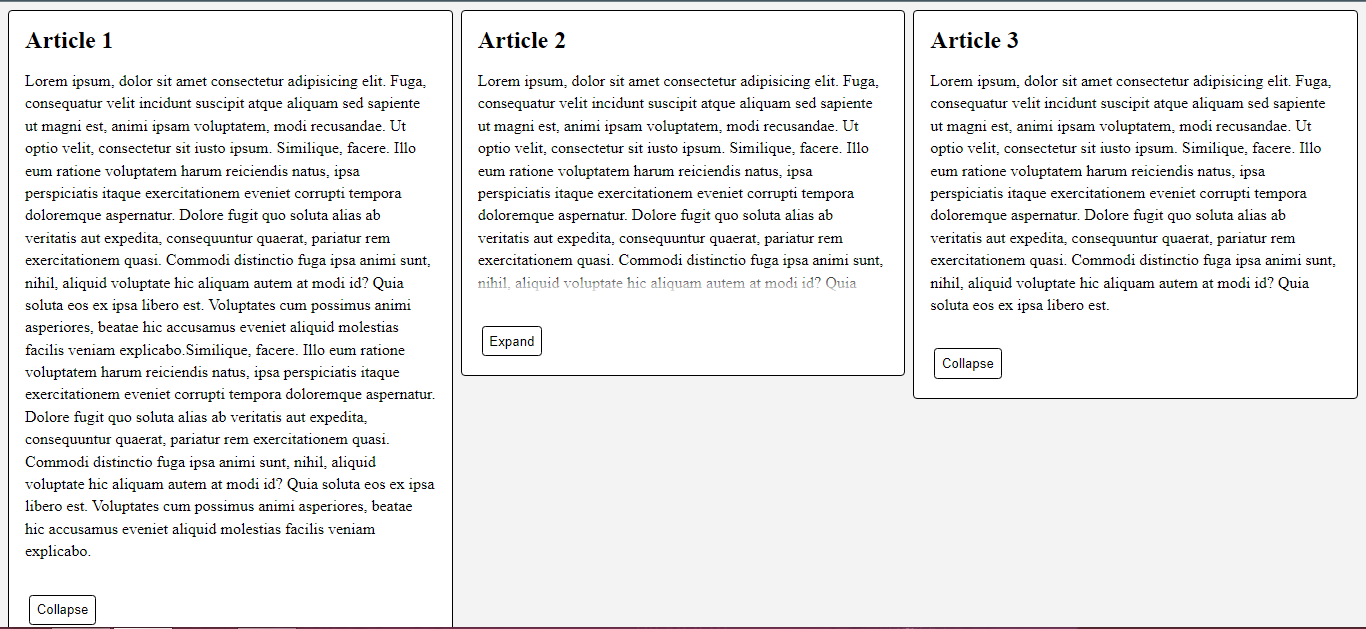 Article 1
Lorem ipsum, dolor sit amet consectetur adipisicing elit. Fuga,
consequatur velit incidunt suscipit atque aliquam sed sapiente
ut magni est, animi ipsam voluptatem, modi recusandae. Ut
optio velit, consectetur sit iusto ipsum. Similique, facere. Illo
eum ratione voluptatem harum reiciendis natus, ipsa
perspiciatis itaque exercitationem eveniet corrupti tempora
doloremque aspernatur. Dolore fugit quo soluta alias ab
veritatis aut expedita, consequuntur quaerat, pariatur rem
exercitationem quasi. Commodi distinctio fuga ipsa animi sunt,
nihil, aliquid voluptate hic aliquam autem at modi id? Quia
soluta eos ex ipsa libero est. Voluptates cum possimus animi
asperiores, beatae hic accusamus eveniet aliquid molestias
facilis veniam explicabo.Similique, facere. Illo eum ratione
voluptatem harum reiciendis natus, ipsa perspiciatis itaque
exercitationem eveniet corrupti tempora doloremque aspernatur.
Dolore fugit quo soluta alias ab veritatis aut expedita,
consequuntur quaerat, pariatur rem exercitationem quasi.
Commodi distinctio fuga ipsa animi sunt, nihil, aliquid
voluptate hic aliquam autem at modi id? Quia soluta eos ex ipsa
libero est. Voluptates cum possimus animi asperiores, beatae
hic accusamus eveniet aliquid molestias facilis veniam
explicabo.
Collapse
Article 2
Lorem ipsum, dolor sit amet consectetur adipisicing elit. Fuga,
consequatur velit incidunt suscipit atque aliquam sed sapiente
ut magni est, animi ipsam voluptatem, modi recusandae. Ut
optio velit, consectetur sit iusto ipsum. Similique, facere. Illo
eum ratione voluptatem harum reiciendis natus, ipsa
perspiciatis itaque exercitationem eveniet corrupti tempora
doloremque aspernatur. Dolore fugit quo soluta alias ab
veritatis aut expedita, consequuntur quaerat, pariatur rem
exercitationem quasi. Commodi distinctio fuga ipsa animi sunt,
nihil, aliquid voluptate hic aliquam autem at modi id? Quia
Expand
Article 3
Lorem ipsum, dolor sit amet consectetur adipisicing elit. Fuga,
consequatur velit incidunt suscipit atque aliquam sed sapiente
ut magni est, animi ipsam voluptatem, modi recusandae. Ut
optio velit, consectetur sit iusto ipsum. Similique, facere. Illo
eum ratione voluptatem harum reiciendis natus, ipsa
perspiciatis itaque exercitationem eveniet corrupti tempora
doloremque aspernatur. Dolore fugit quo soluta alias ab
veritatis aut expedita, consequuntur quaerat, pariatur rem
exercitationem quasi. Commodi distinctio fuga ipsa animi sunt,
nihil, aliquid voluptate hic aliquam autem at modi id? Quia
soluta eos ex ipsa libero est.
Collapse